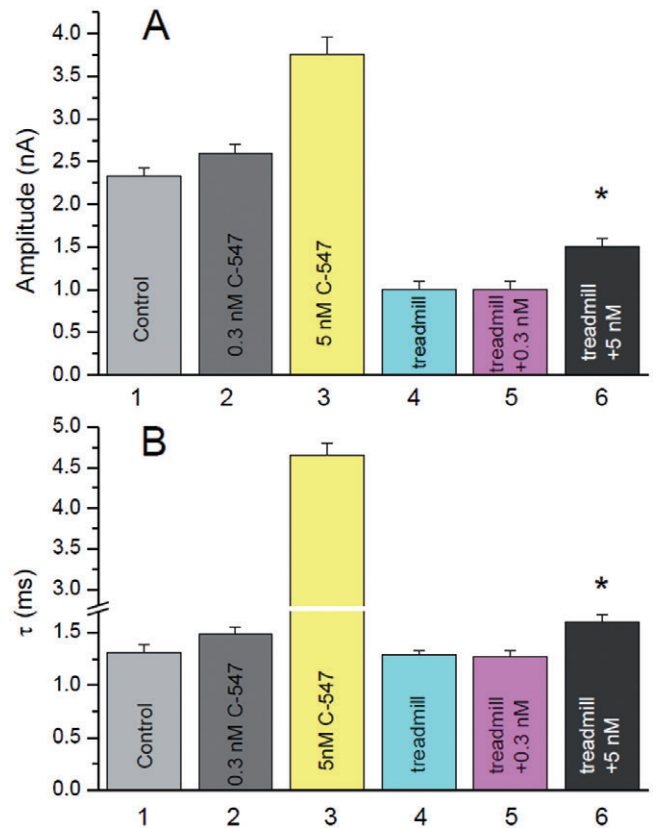 A
Amplitude (nA)
4.0
3.5
3.0
2.5
2.0
1.5
1.0
0.5
0.0
Control
0.3 nM C-547
5 nM C-547
treadmill
treadmill
+0.3 nM
treadmill
+5 nM
*
1 2 3 4 5 6
B
τ (ms)
5.0
4.5
4.0
3.5
3.0
1.5
1.0
0.5
0.0
Control
0.3 nM C-547
5nM C-547
treadmill
treadmill
+0.3 nM
treadmill
+5 nM
*
1 2 3 4 5 6